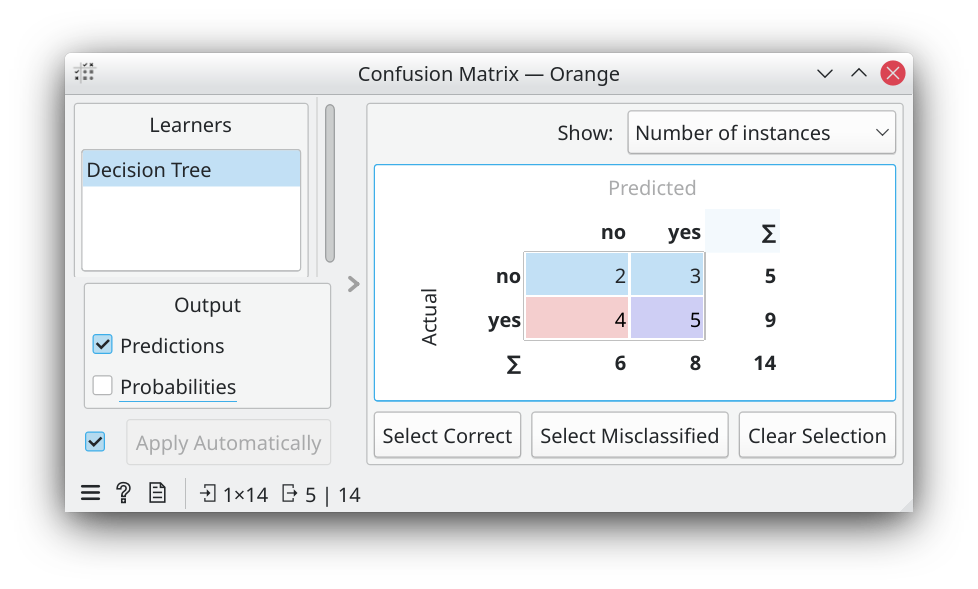 Confusion Matrix — Orange
Learners
Decision Tree
Output
Predictions
Probabilities
Apply Automatically
Show: Number of instances
Predicted
no yes Σ
Actual
no 2 3 5
yes 4 5 9
Σ 6 8 14
Select Correct Select Misclassified Clear Selection
1×14 5 | 14